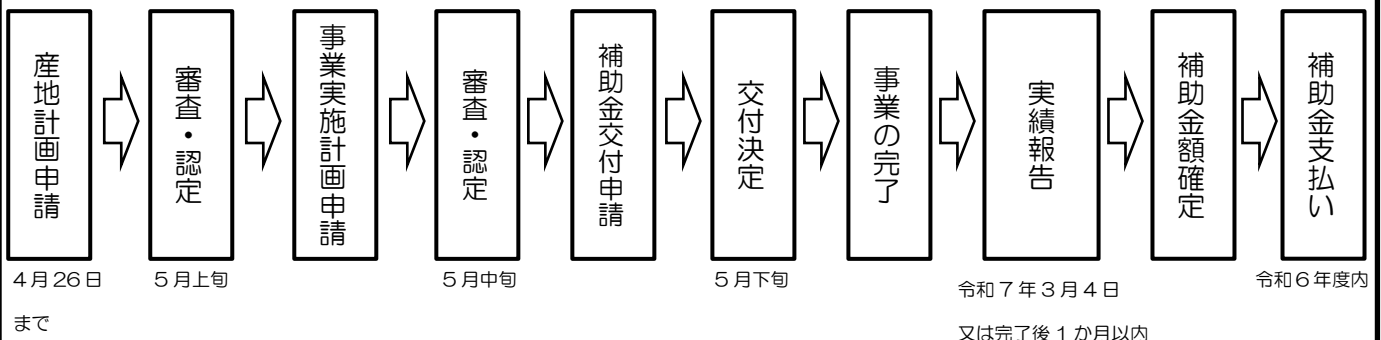 産地計画申請
審査・認定
事業実施計画申請
審査・認定
補助金交付申請
交付決定
事業の完了
実績報告
補助金額確定
補助金支払い
4月26日
まで
5月上旬
5月中旬
5月下旬
令和7年3月4日
又は完了後1か月以内
令和6年度内